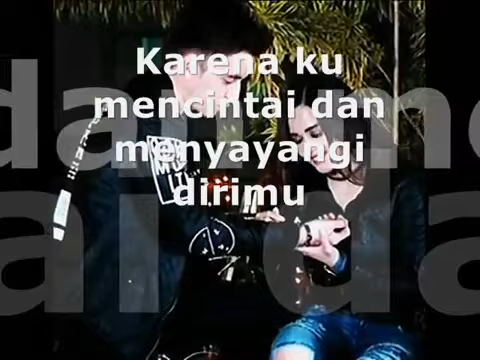 Karena ku
mencintai dan
menyayangi
dirimu